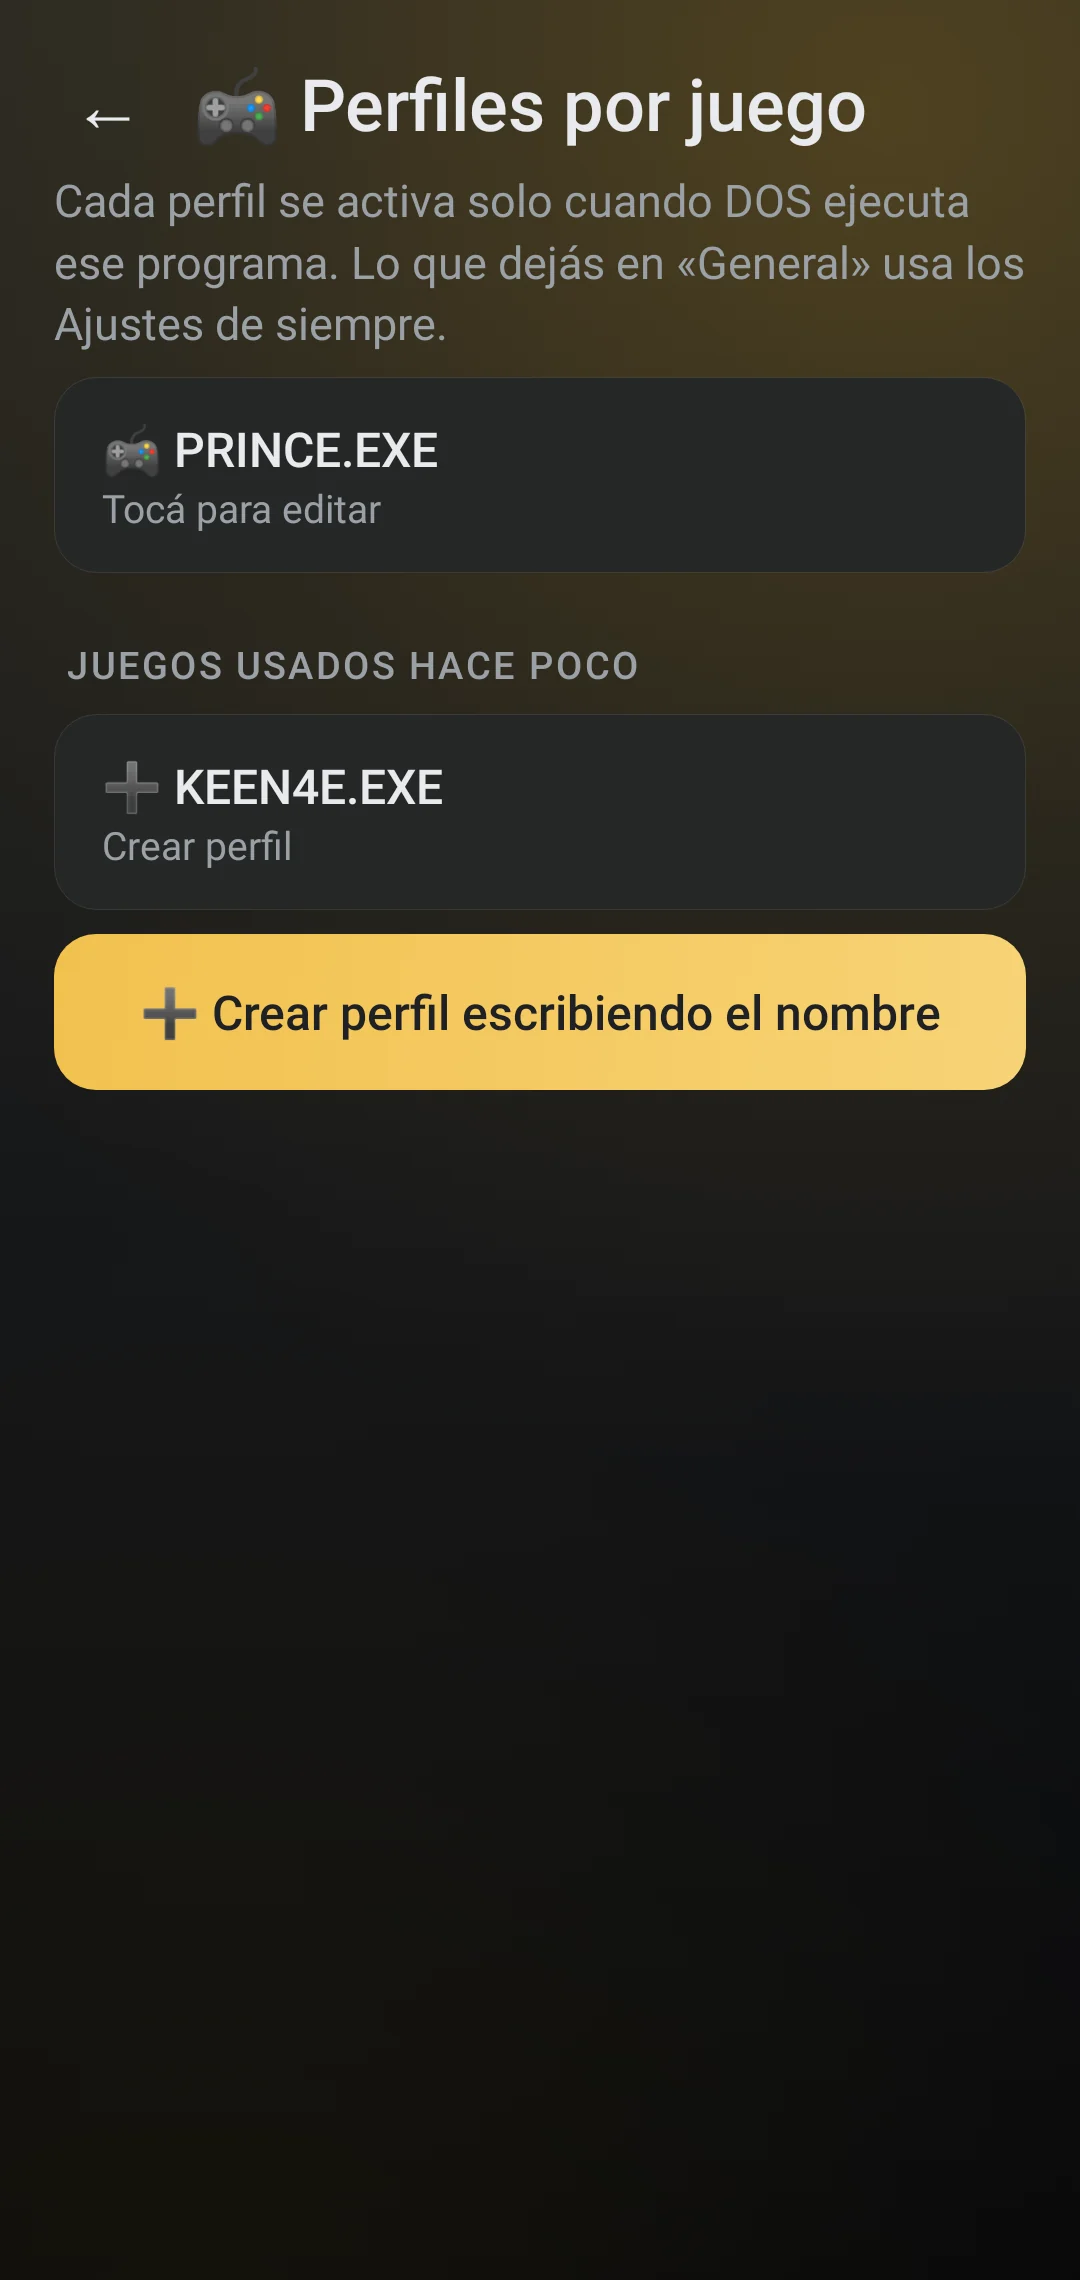 ← 🎮 Perfiles por juego
Cada perfil se activa solo cuando DOS ejecuta
ese programa. Lo que dejás en «General» usa los
Ajustes de siempre.
🎮 PRINCE.EXE
Tocá para editar
JUEGOS USADOS HACE POCO
➕ KEEN4E.EXE
Crear perfil
➕ Crear perfil escribiendo el nombre